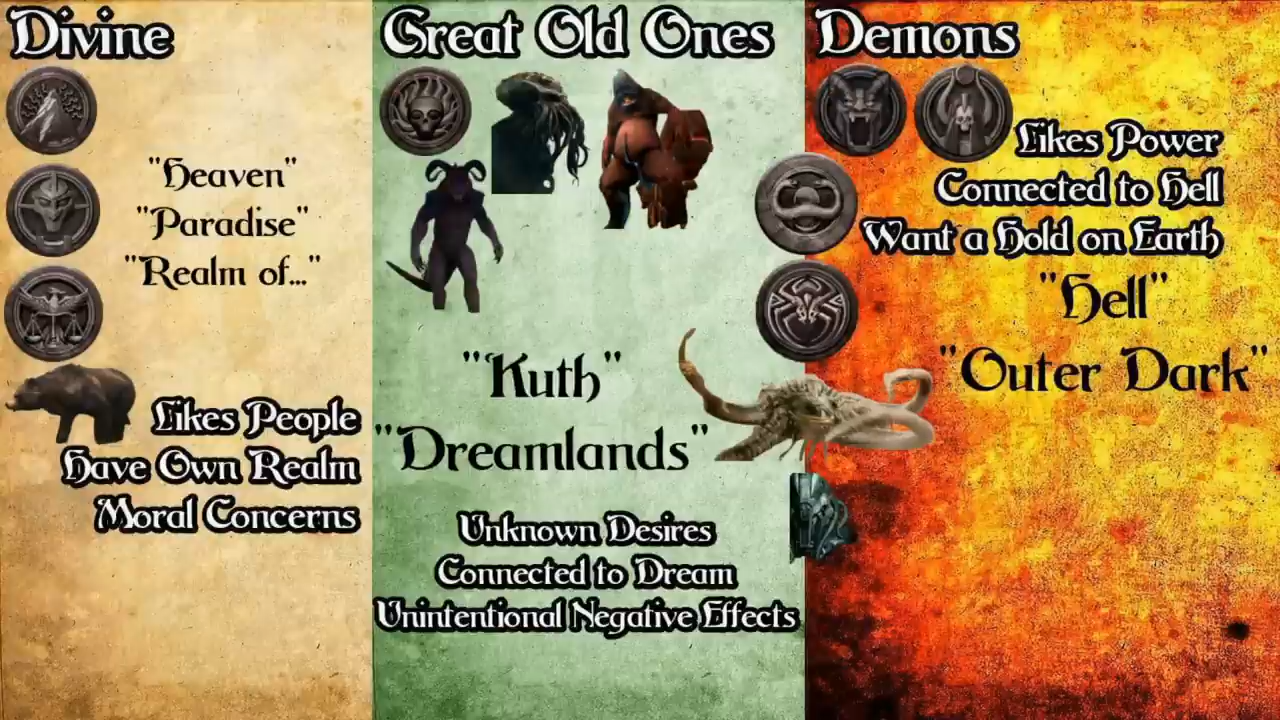 Divine
"Heaven"
"Paradise"
"Realm of..."
Likes People
Have Own Realm
Moral Concerns
Great Old Ones
"Kuth"
"Dreamlands"
Unknown Desires
Connected to Dream
Unintentional Negative Effects
Demons
Likes Power
Connected to Hell
Want a Hold on Earth
"Hell"
"Outer Dark"